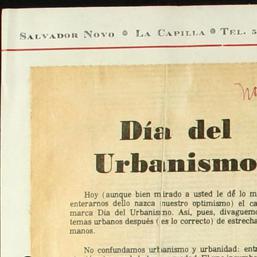 SALVADOR NOVO ® LA CAPILLA ® TEL. 5
Día del
Urbanismo
Hoy (aunque bien mirado a usted le dé lo m
enterarnos dello nazca nuestro optimismo) el ca
marca Día del Urbanismo. Así, pues, divaguem
temas urbanos después (es lo correcto) de estrecha
manos.
No confundamos urbanismo y urbanidad: entr